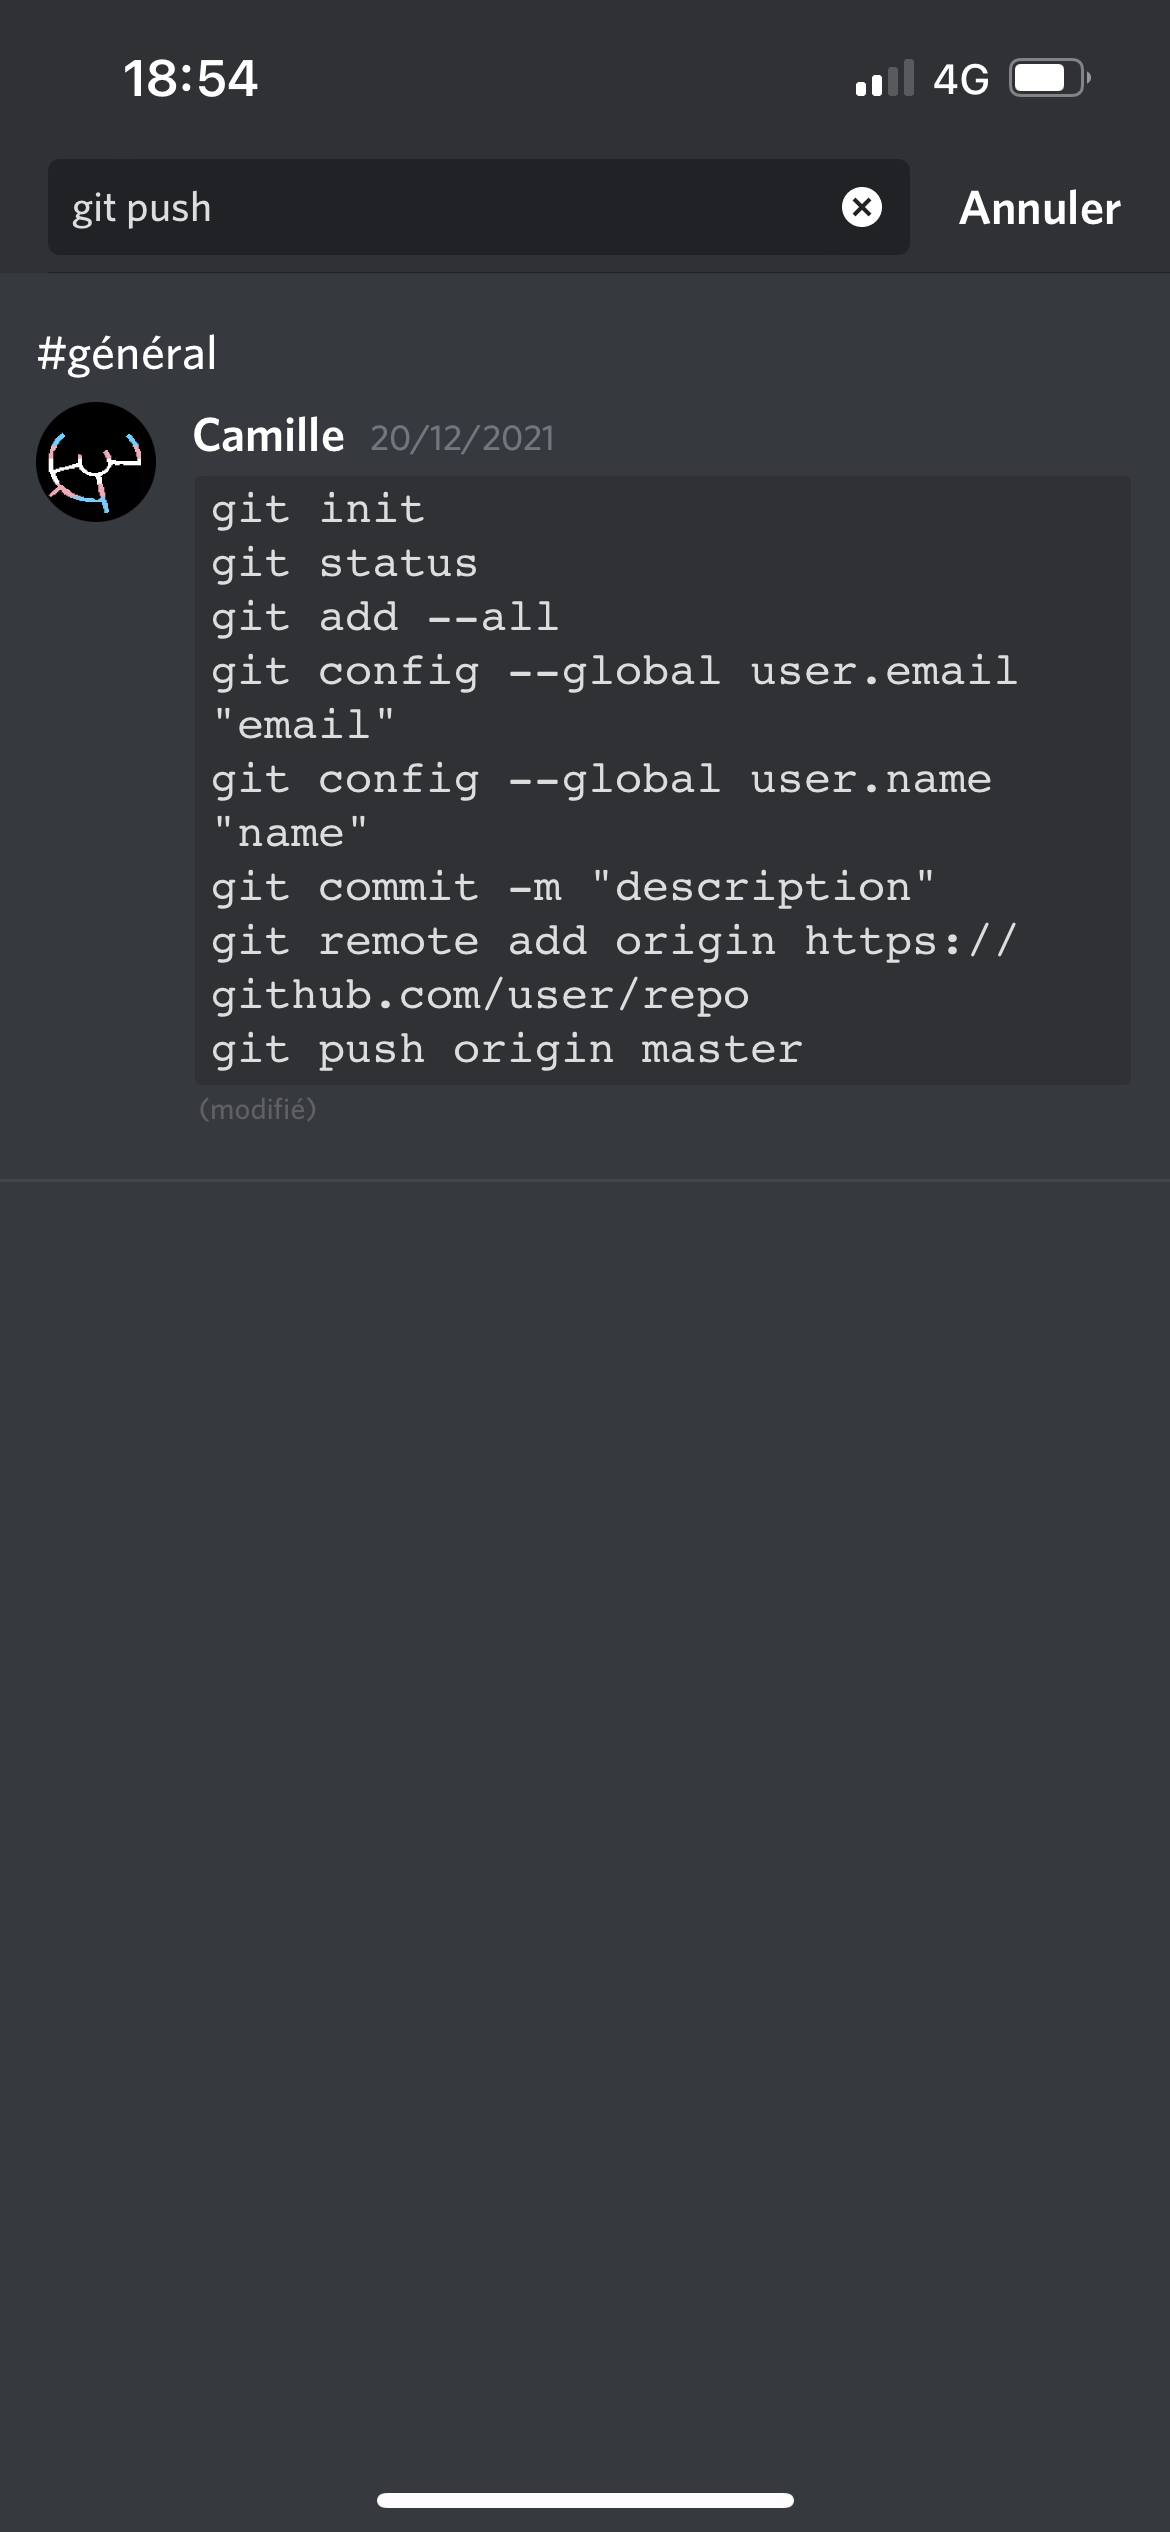 18:54 4G
git push Annuler
#général
Camille 20/12/2021
git init
git status
git add --all
git config --global user.email
"email"
git config --global user.name
"name"
git commit -m "description"
git remote add origin https://
github.com/user/repo
git push origin master
(modifié)